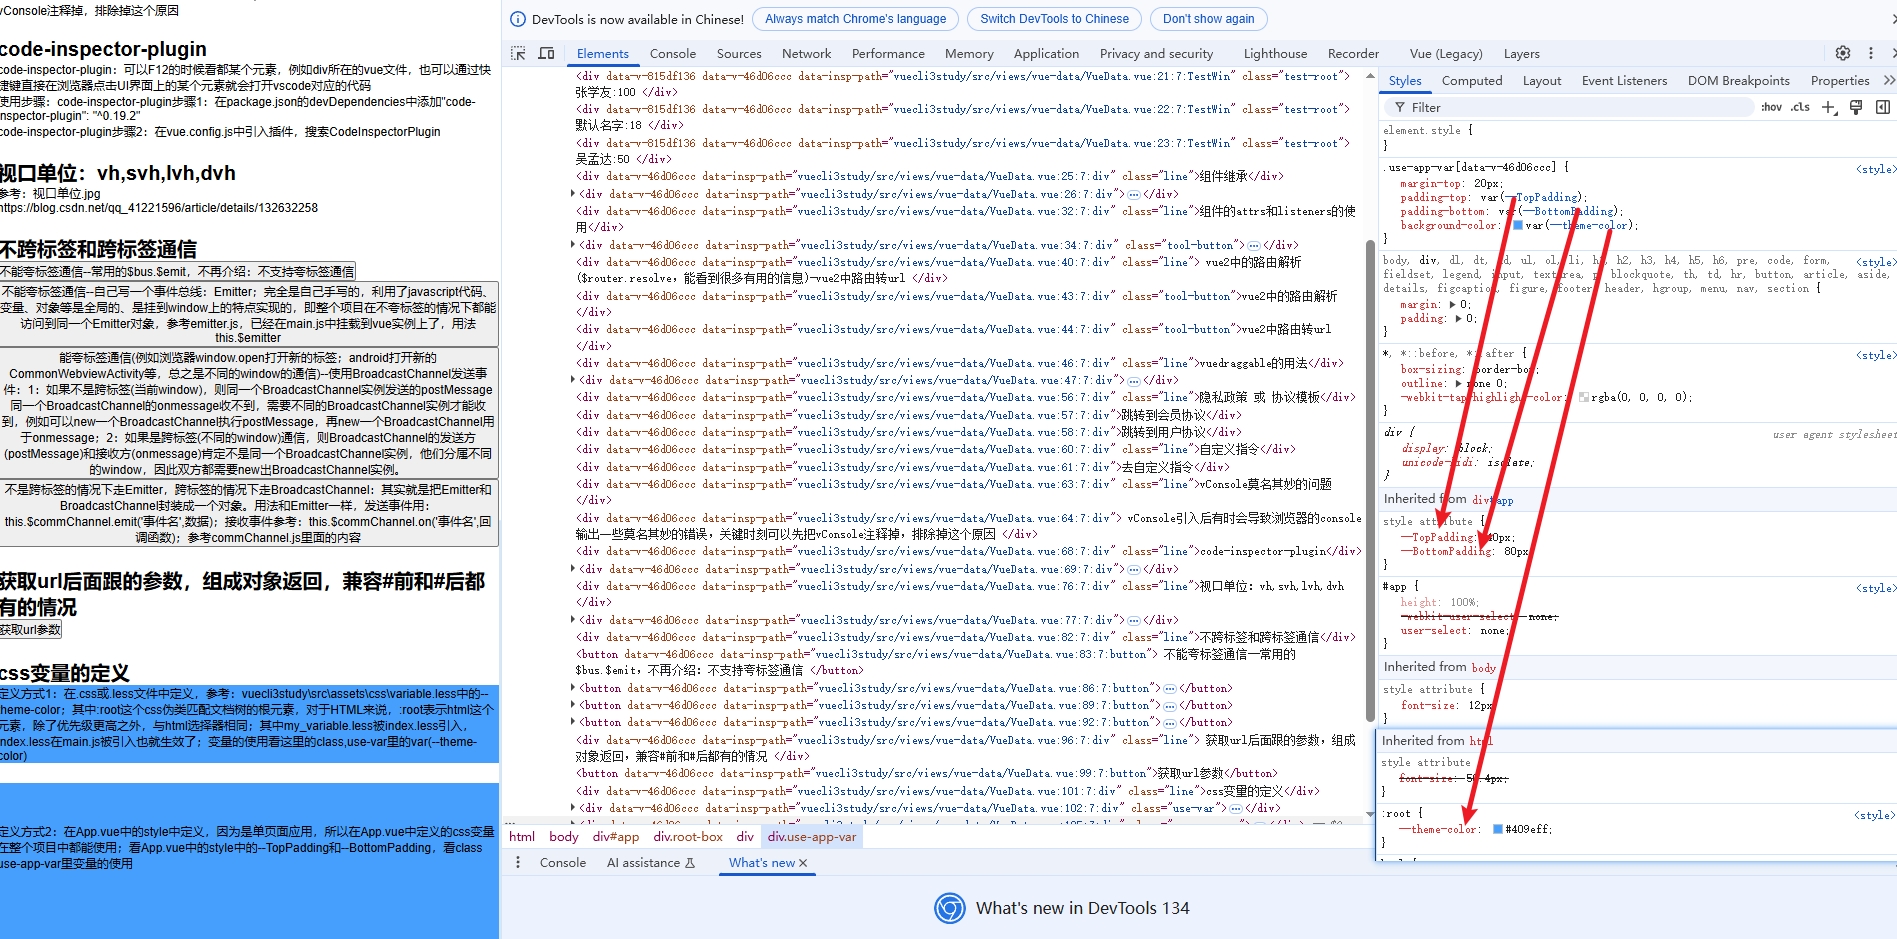 vConsole注释掉，排除掉这个原因
code-inspector-plugin
code-inspector-plugin：可以F12的时候看都某个元素，例如div所在的vue文件，也可以通过快
捷键直接在浏览器点击UI界面上的某个元素就会打开vscode对应的代码
使用步骤：code-inspector-plugin步骤1：在package.json的devDependencies中添加"code-
inspector-plugin": "^0.19.2"
code-inspector-plugin步骤2：在vue.config.js中引入插件，搜索CodeInspectorPlugin
视口单位：vh,svh,lvh,dvh
参考：视口单位.jpg
https://blog.csdn.net/qq_41221596/article/details/132632258
不跨标签和跨标签通信
不能夸标签通信--常用的$bus.$emit，不再介绍：不支持夸标签通信
不能夸标签通信--自己写一个事件总线：Emitter；完全是自己手写的，利用了javascript代码、
变量、对象等是全局的、是挂到window上的特点实现的，即整个项目在不夸标签的情况下都能
访问到同一个Emitter对象，参考emitter.js，已经在main.js中挂载到vue实例上了，用法
this.$emitter
能夸标签通信(例如浏览器window.open打开新的标签；android打开新的
CommonWebviewActivity等，总之是不同的window的通信)--使用BroadcastChannel发送事
件：1：如果不是跨标签(当前window)，则同一个BroadcastChannel实例发送的postMessage
同一个BroadcastChannel的onmessage收不到，需要不同的BroadcastChannel实例才能收
到，例如可以new一个BroadcastChannel执行postMessage，再new一个BroadcastChannel用
于onmessage；2：如果是跨标签(不同的window)通信，则BroadcastChannel的发送方
(postMessage)和接收方(onmessage)肯定不是同一个BroadcastChannel实例，他们分属不同
的window，因此双方都需要new出BroadcastChannel实例。
不是跨标签的情况下走Emitter，跨标签的情况下走BroadcastChannel：其实就是把Emitter和
BroadcastChannel封装成一个对象。用法和Emitter一样，发送事件用：
this.$commChannel.emit('事件名',数据)；接收事件参考：this.$commChannel.on('事件名',回
调函数)；参考commChannel.js里面的内容
获取url后面跟的参数，组成对象返回，兼容#前和#后都
有的情况
获取url参数
css变量的定义
定义方式1：在.css或.less文件中定义，参考：vuecli3study\src\assets\css\variable.less中的--
theme-color；其中:root这个css伪类匹配文档树的根元素，对于HTML来说，:root表示html这个
元素，除了优先级更高之外，与html选择器相同；其中my_variable.less被index.less引入，
index.less在main.js被引入也就生效了；变量的使用看这里的class,use-var里的var(--theme-
color)
定义方式2：在App.vue中的style中定义，因为是单页面应用，所以在App.vue中定义的css变量
在整个项目中都能使用；看App.vue中的style中的--TopPadding和--BottomPadding，看class
use-app-var里变量的使用
DevTools is now available in Chinese! Always match Chrome's language Switch DevTools to Chinese Don't show again
Elements Console Sources Network Performance Memory Application Privacy and security Lighthouse Recorder Vue (Legacy) Layers
<div data-v-815df136 data-v-46d06ccc data-insp-path="vuecli3study/src/views/vue-data/VueData.vue:21:7:TestWin" class="test-root">
张学友:100 </div>
<div data-v-815df136 data-v-46d06ccc data-insp-path="vuecli3study/src/views/vue-data/VueData.vue:22:7:TestWin" class="test-root">
默认名字:18 </div>
<div data-v-815df136 data-v-46d06ccc data-insp-path="vuecli3study/src/views/vue-data/VueData.vue:23:7:TestWin" class="test-root">
吴孟达:50 </div>
<div data-v-46d06ccc data-insp-path="vuecli3study/src/views/vue-data/VueData.vue:25:7:div" class="line">组件继承</div>
<div data-v-46d06ccc data-insp-path="vuecli3study/src/views/vue-data/VueData.vue:26:7:div">…</div>
<div data-v-46d06ccc data-insp-path="vuecli3study/src/views/vue-data/VueData.vue:32:7:div" class="line">组件的attrs和listeners的使
用</div>
<div data-v-46d06ccc data-insp-path="vuecli3study/src/views/vue-data/VueData.vue:34:7:div" class="tool-button">…</div>
<div data-v-46d06ccc data-insp-path="vuecli3study/src/views/vue-data/VueData.vue:40:7:div" class="line"> vue2中的路由解析
($router.resolve，能看到很多有用的信息)-vue2中路由转url </div>
<div data-v-46d06ccc data-insp-path="vuecli3study/src/views/vue-data/VueData.vue:43:7:div" class="tool-button">vue2中的路由解析
</div>
<div data-v-46d06ccc data-insp-path="vuecli3study/src/views/vue-data/VueData.vue:44:7:div" class="tool-button">vue2中路由转url
</div>
<div data-v-46d06ccc data-insp-path="vuecli3study/src/views/vue-data/VueData.vue:46:7:div" class="line">vuedraggable的用法</div>
<div data-v-46d06ccc data-insp-path="vuecli3study/src/views/vue-data/VueData.vue:47:7:div">…</div>
<div data-v-46d06ccc data-insp-path="vuecli3study/src/views/vue-data/VueData.vue:56:7:div" class="line">隐私政策 或 协议模板</div>
<div data-v-46d06ccc data-insp-path="vuecli3study/src/views/vue-data/VueData.vue:57:7:div">跳转到会员协议</div>
<div data-v-46d06ccc data-insp-path="vuecli3study/src/views/vue-data/VueData.vue:58:7:div">跳转到用户协议</div>
<div data-v-46d06ccc data-insp-path="vuecli3study/src/views/vue-data/VueData.vue:60:7:div" class="line">自定义指令</div>
<div data-v-46d06ccc data-insp-path="vuecli3study/src/views/vue-data/VueData.vue:61:7:div">去自定义指令</div>
<div data-v-46d06ccc data-insp-path="vuecli3study/src/views/vue-data/VueData.vue:63:7:div" class="line">vConsole莫名其妙的问题
</div>
<div data-v-46d06ccc data-insp-path="vuecli3study/src/views/vue-data/VueData.vue:64:7:div"> vConsole引入后有时会导致浏览器的console
输出一些莫名其妙的错误，关键时刻可以先把vConsole注释掉，排除掉这个原因 </div>
<div data-v-46d06ccc data-insp-path="vuecli3study/src/views/vue-data/VueData.vue:68:7:div" class="line">code-inspector-plugin</div>
<div data-v-46d06ccc data-insp-path="vuecli3study/src/views/vue-data/VueData.vue:69:7:div">…</div>
<div data-v-46d06ccc data-insp-path="vuecli3study/src/views/vue-data/VueData.vue:76:7:div" class="line">视口单位：vh,svh,lvh,dvh
</div>
<div data-v-46d06ccc data-insp-path="vuecli3study/src/views/vue-data/VueData.vue:77:7:div">…</div>
<div data-v-46d06ccc data-insp-path="vuecli3study/src/views/vue-data/VueData.vue:82:7:div" class="line">不跨标签和跨标签通信</div>
<button data-v-46d06ccc data-insp-path="vuecli3study/src/views/vue-data/VueData.vue:83:7:button"> 不能夸标签通信--常用的
$bus.$emit，不再介绍：不支持夸标签通信 </button>
<button data-v-46d06ccc data-insp-path="vuecli3study/src/views/vue-data/VueData.vue:86:7:button">…</button>
<button data-v-46d06ccc data-insp-path="vuecli3study/src/views/vue-data/VueData.vue:89:7:button">…</button>
<button data-v-46d06ccc data-insp-path="vuecli3study/src/views/vue-data/VueData.vue:92:7:button">…</button>
<div data-v-46d06ccc data-insp-path="vuecli3study/src/views/vue-data/VueData.vue:96:7:div" class="line"> 获取url后面跟的参数，组成
对象返回，兼容#前和#后都有的情况 </div>
<button data-v-46d06ccc data-insp-path="vuecli3study/src/views/vue-data/VueData.vue:99:7:button">获取url参数</button>
<div data-v-46d06ccc data-insp-path="vuecli3study/src/views/vue-data/VueData.vue:101:7:div" class="line">css变量的定义</div>
<div data-v-46d06ccc data-insp-path="vuecli3study/src/views/vue-data/VueData.vue:102:7:div" class="use-var">…</div>
html body div#app div.root-box div div.use-app-var
Console AI assistance What's new
What's new in DevTools 134
Styles Computed Layout Event Listeners DOM Breakpoints Properties
Filter :hov .cls
element.style {
}
.use-app-var[data-v-46d06ccc] { <style>
margin-top: 20px;
padding-top: var(--TopPadding);
padding-bottom: var(--BottomPadding);
background-color: var(--theme-color);
}
body, div, dl, dt, dd, ul, ol, li, h1, h2, h3, h4, h5, h6, pre, code, form, <style>
fieldset, legend, input, textarea, p, blockquote, th, td, hr, button, article, aside,
details, figcaption, figure, footer, header, hgroup, menu, nav, section {
margin: 0;
padding: 0;
}
*, *::before, *::after { <style>
box-sizing: border-box;
outline: none 0;
-webkit-tap-highlight-color: rgba(0, 0, 0, 0);
}
div { user agent stylesheet
display: block;
unicode-bidi: isolate;
}
Inherited from div#app
style attribute {
--TopPadding: 40px;
--BottomPadding: 80px
}
#app { <style>
height: 100%;
-webkit-user-select: none;
user-select: none;
}
Inherited from body
style attribute {
font-size: 12px
}
Inherited from html
style attribute
font-size: 50.4px;
}
:root { <style>
--theme-color: #409eff;
}